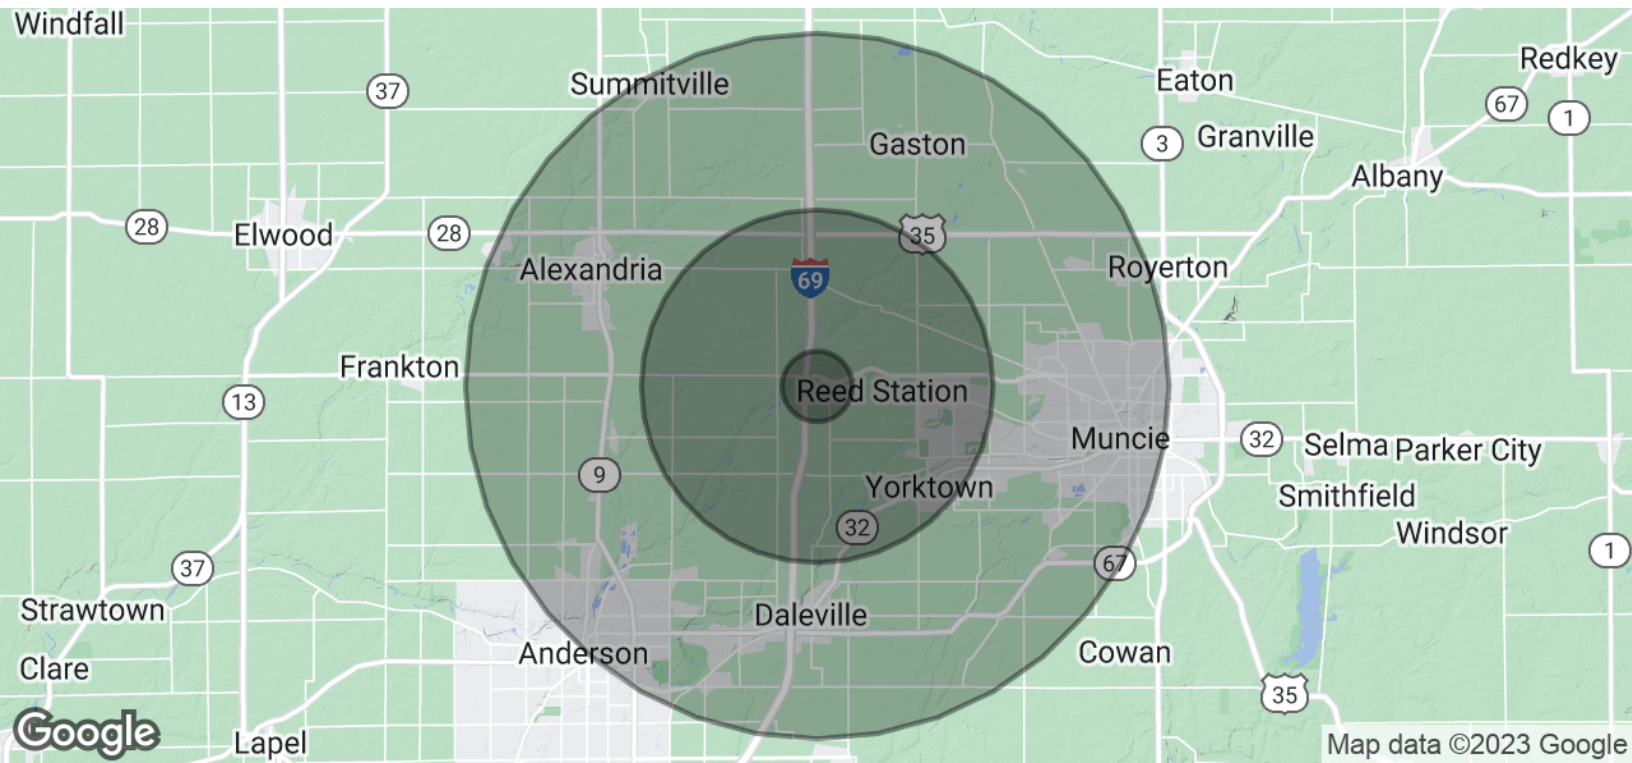 Windfall
Redkey
Summitville
Eaton
37
67
1
Gaston
3
Granville
Albany
28
Elwood
28
35
Alexandria
69
Royerton
Frankton
Reed Station
13
Muncie
32
Selma
Parker City
9
Yorktown
Smithfield
32
Windsor
37
67
1
Strawtown
Daleville
Clare
Anderson
Cowan
35
Google
Lapel
Map data ©2023 Google